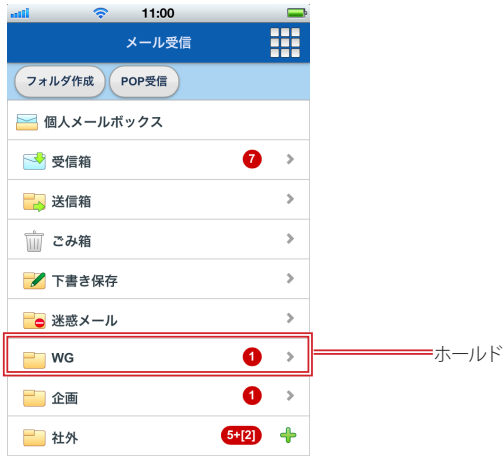 11:00
メール受信
フォルダ作成 POP受信
個人メールボックス
受信箱 7
送信箱
ごみ箱
下書き保存
迷惑メール
WG 1
ホールド
企画 1
社外 5+[2]